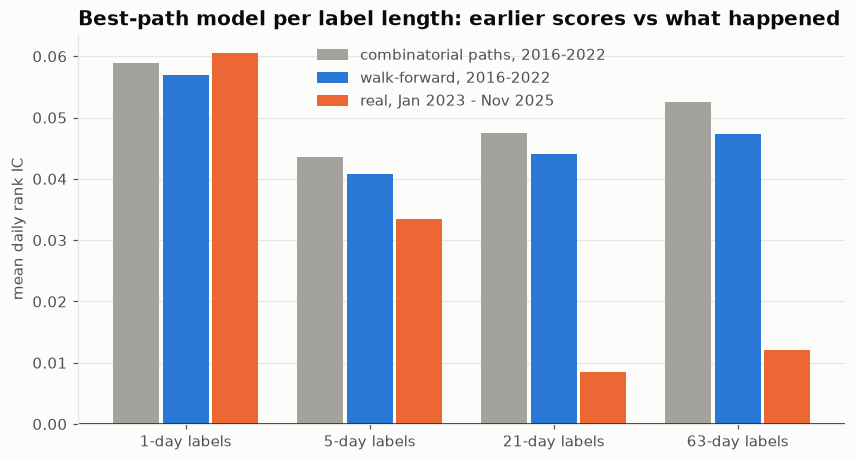 Best-path model per label length: earlier scores vs what happened
combinatorial paths, 2016-2022
walk-forward, 2016-2022
real, Jan 2023 - Nov 2025
mean daily rank IC
0.06
0.05
0.04
0.03
0.02
0.01
0.00
1-day labels
5-day labels
21-day labels
63-day labels